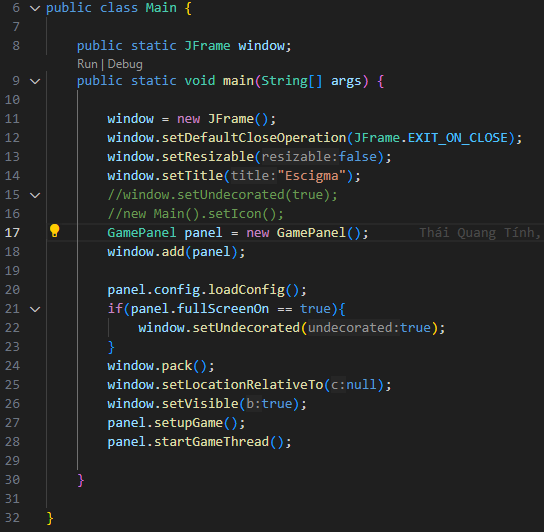 6 public class Main {
7
8 public static JFrame window;
Run | Debug
9 public static void main(String[] args) {
10
11 window = new JFrame();
12 window.setDefaultCloseOperation(JFrame.EXIT_ON_CLOSE);
13 window.setResizable(resizable:false);
14 window.setTitle(title:"Escigma");
15 //window.setUndecorated(true);
16 //new Main().setIcon();
17 GamePanel panel = new GamePanel(); Thái Quang Tính,
18 window.add(panel);
19
20 panel.config.loadConfig();
21 if(panel.fullScreenOn == true){
22 window.setUndecorated(undecorated:true);
23 }
24 window.pack();
25 window.setLocationRelativeTo(c:null);
26 window.setVisible(b:true);
27 panel.setupGame();
28 panel.startGameThread();
29
30 }
31
32 }